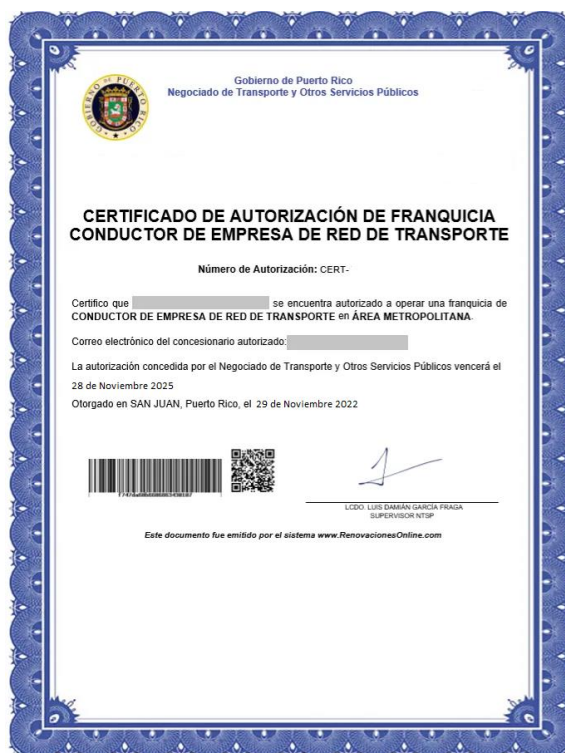 GOBIERNO DE PUERTO RICO
Gobierno de Puerto Rico
Negociado de Transporte y Otros Servicios Públicos
CERTIFICADO DE AUTORIZACIÓN DE FRANQUICIA
CONDUCTOR DE EMPRESA DE RED DE TRANSPORTE
Número de Autorización: CERT-
Certifico que se encuentra autorizado a operar una franquicia de
CONDUCTOR DE EMPRESA DE RED DE TRANSPORTE en ÁREA METROPOLITANA.
Correo electrónico del concesionario autorizado:
La autorización concedida por el Negociado de Transporte y Otros Servicios Públicos vencerá el
28 de Noviembre 2025
Otorgado en SAN JUAN, Puerto Rico, el 29 de Noviembre 2022
LCDO. LUIS DAMIÁN GARCÍA FRAGA
SUPERVISOR NTSP
Este documento fue emitido por el sistema www.RenovacionesOnline.com